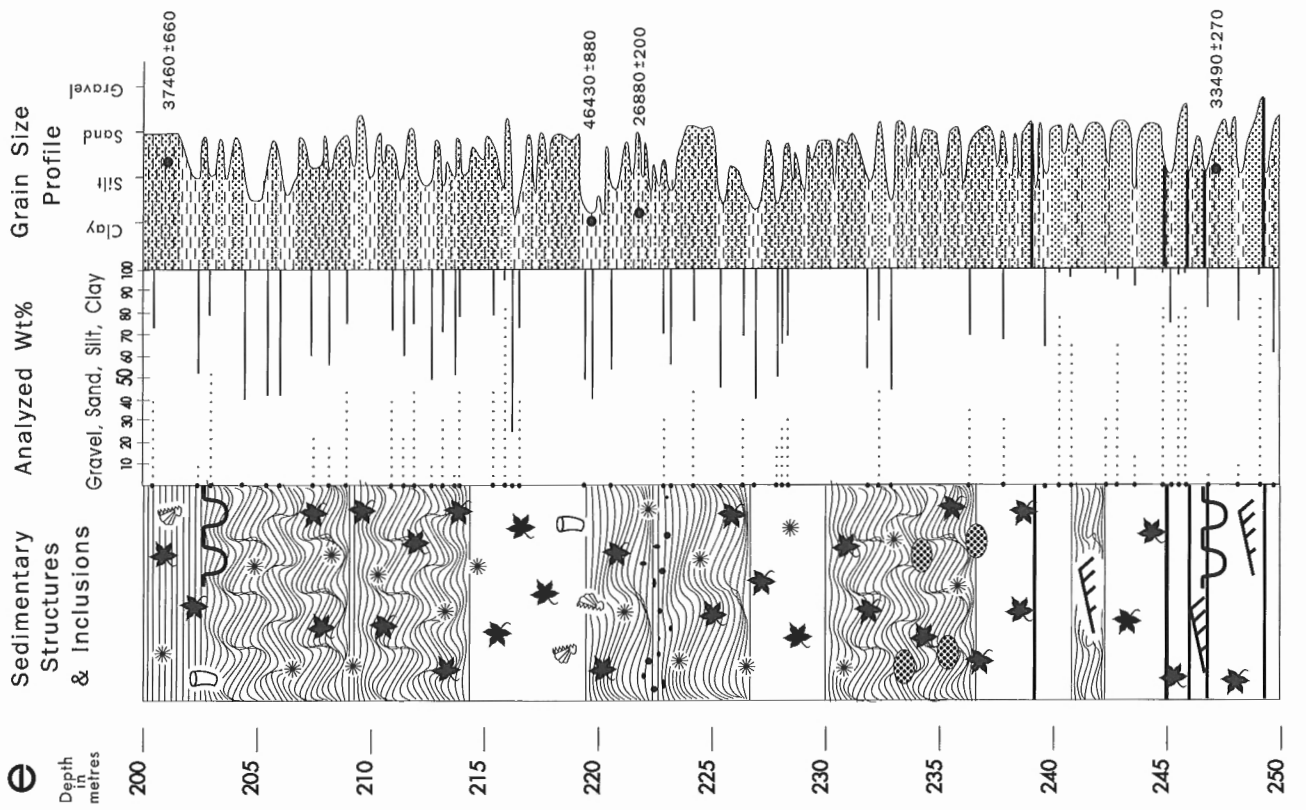 e
Depth
in
metres
200
205
210
215
220
225
230
235
240
245
250
Sedimentary
Structures
& Inclusions
Analyzed Wt%
Gravel, Sand, Silt, Clay
10
20
30
40
50
60
70
80
90
100
Grain Size
Profile
Clay
Silt
Sand
Gravel
37460±660
46430±880
26880±200
33490±270